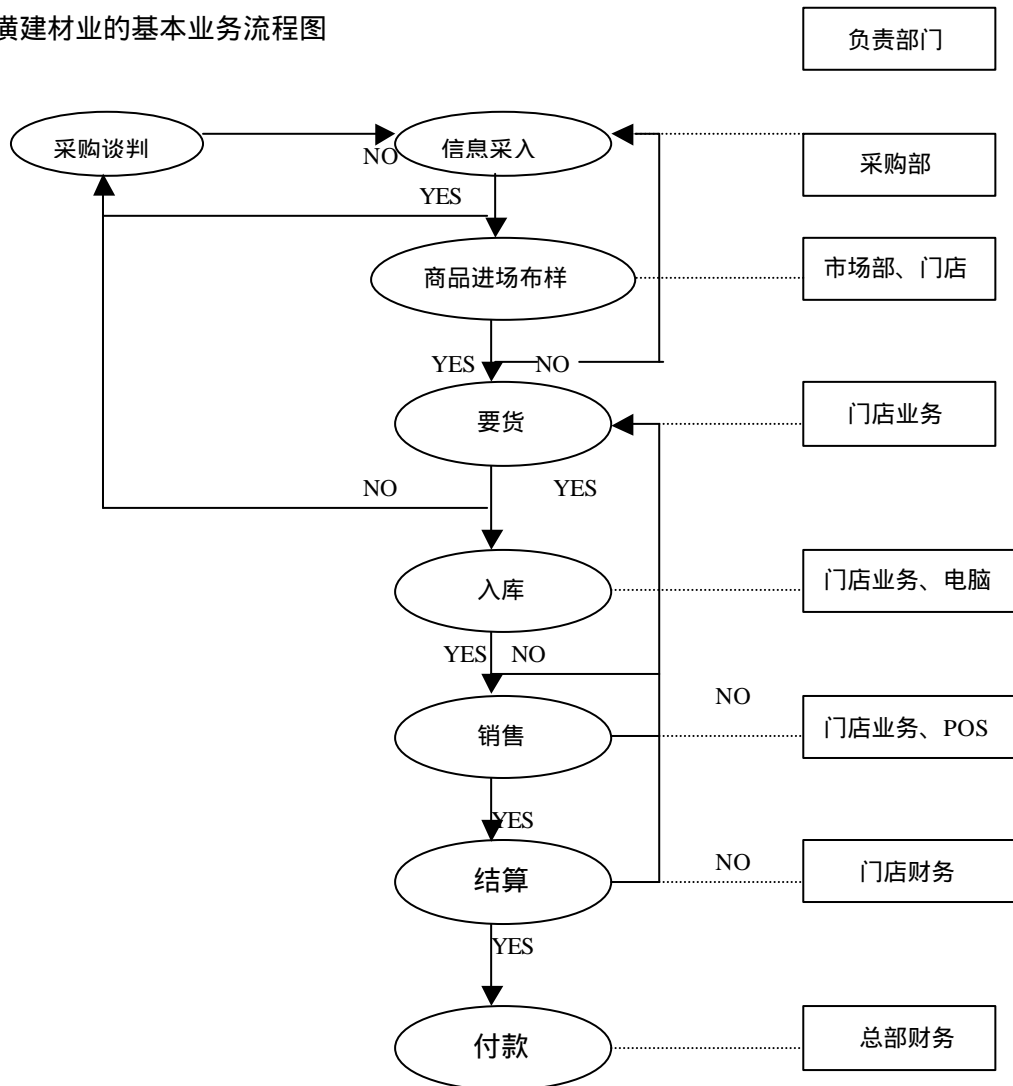 璜建材业的基本业务流程图
负责部门
采购谈判
NO
信息采入
采购部
YES
商品进场布样
市场部、门店
YES
NO
要货
门店业务
NO
YES
入库
门店业务、电脑
YES
NO
NO
销售
门店业务、POS
YES
结算
NO
门店财务
YES
付款
总部财务